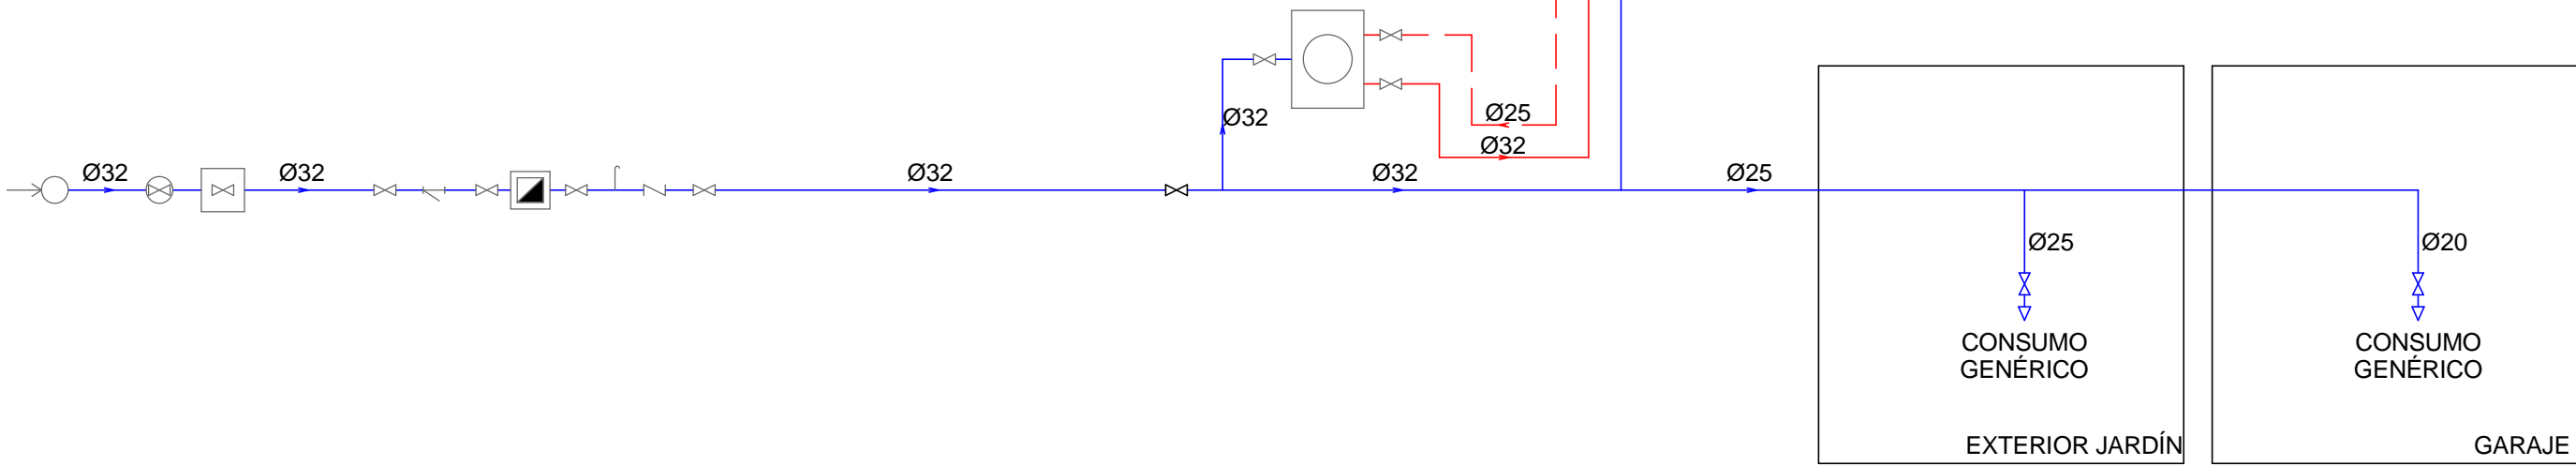 Ø25
Ø32
Ø32
Ø32
Ø32
Ø32
Ø32
Ø25
Ø25
Ø20
CONSUMO
GENÉRICO
CONSUMO
GENÉRICO
EXTERIOR JARDÍN
GARAJE